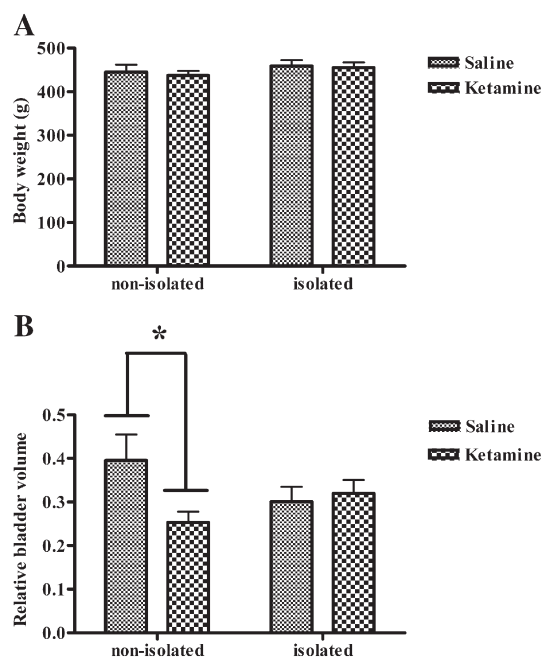 A
Body weight (g)
500
400
300
200
100
0
non-isolated
isolated
Saline
Ketamine
B
*
Relative bladder volume
0.5
0.4
0.3
0.2
0.1
0.0
non-isolated
isolated
Saline
Ketamine